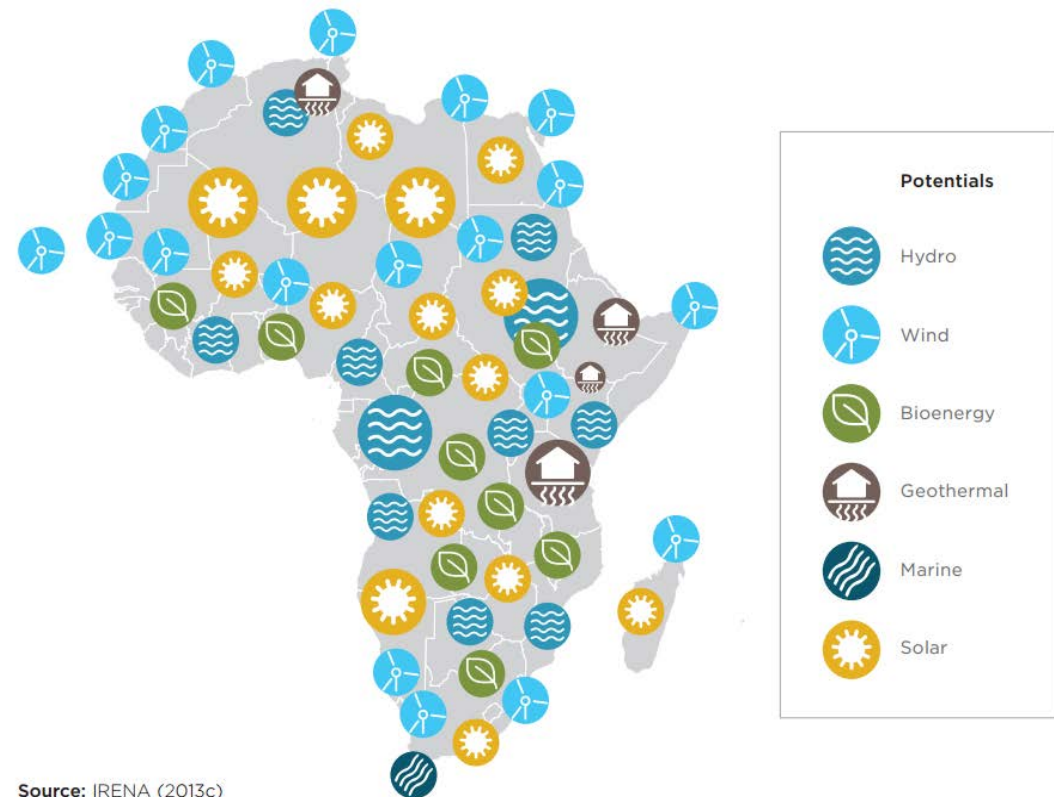 Potentials
Hydro
Wind
Bioenergy
Geothermal
Marine
Solar
Source: IRENA (2013c)